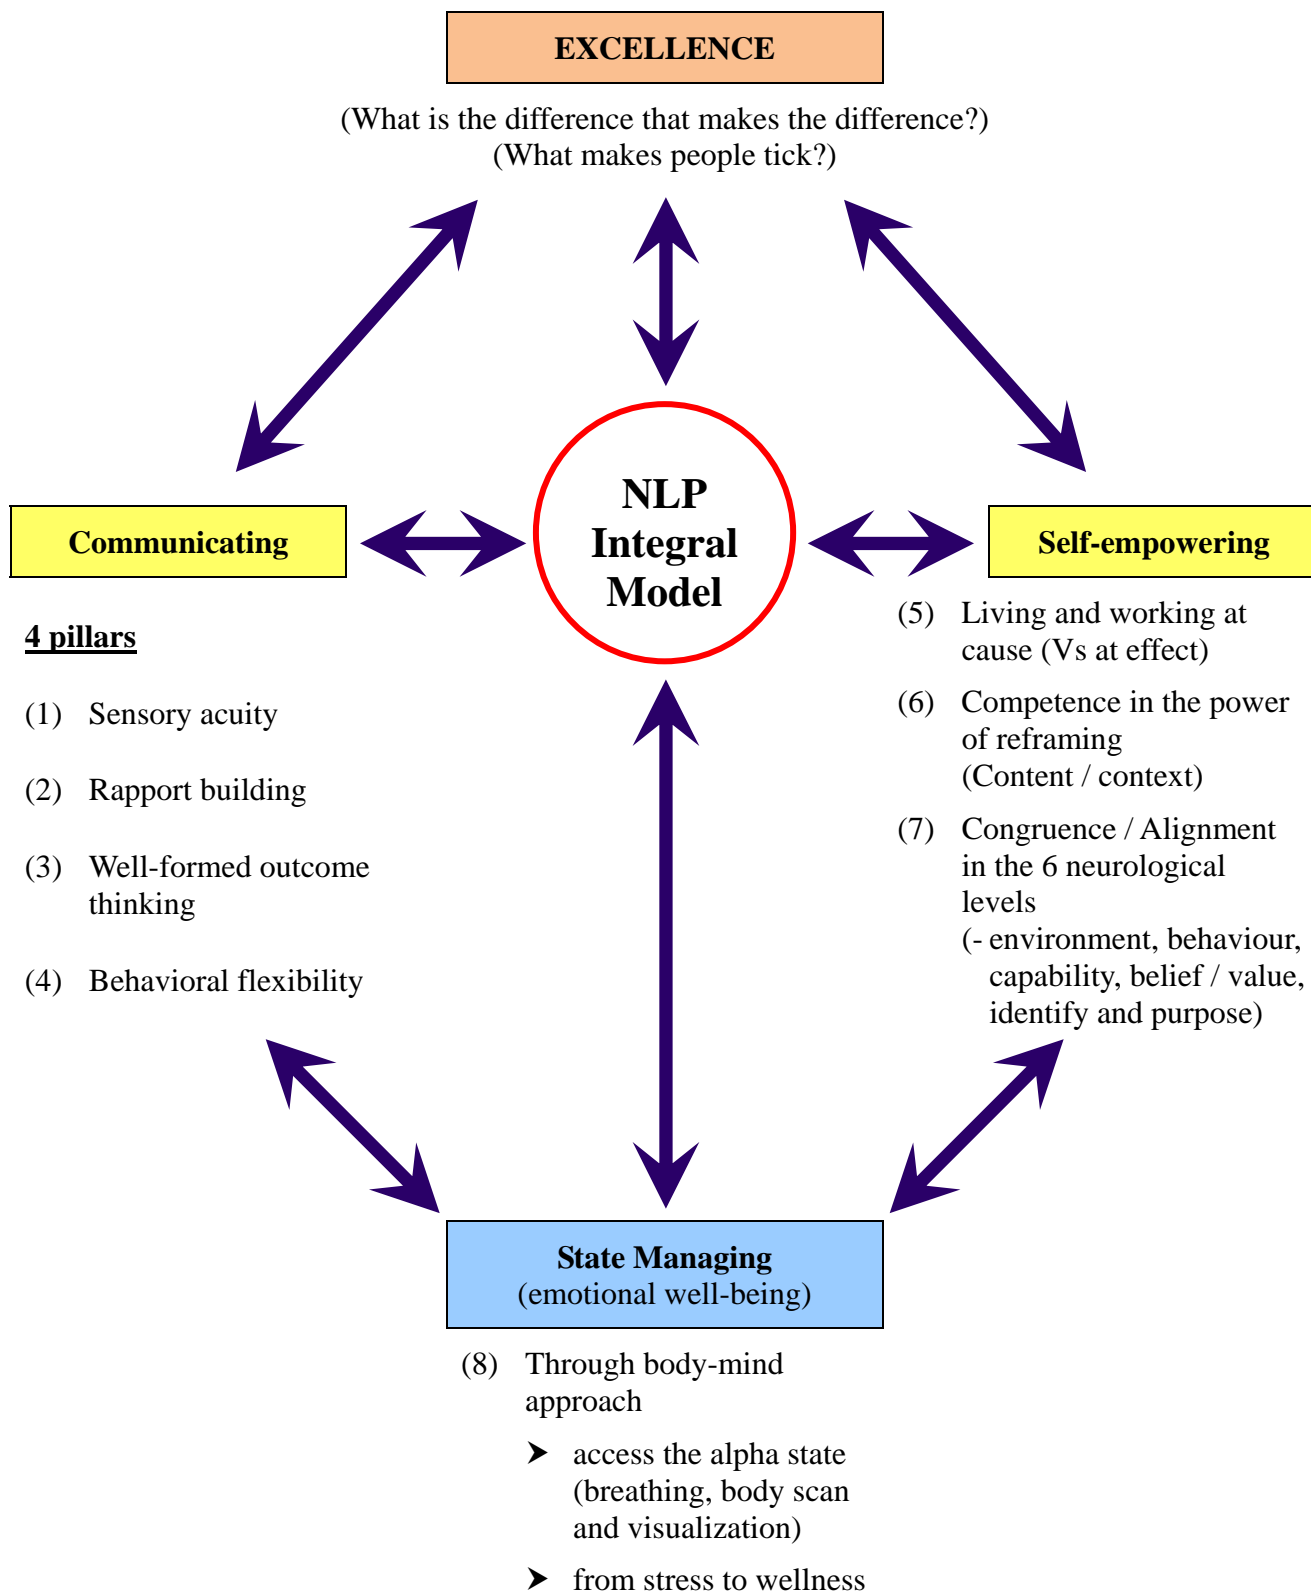 EXCELLENCE
(What is the difference that makes the difference?)
(What makes people tick?)
NLP
Integral
Model
Communicating
4 pillars
(1) Sensory acuity
(2) Rapport building
(3) Well-formed outcome
thinking
(4) Behavioral flexibility
Self-empowering
(5) Living and working at
cause (Vs at effect)
(6) Competence in the power
of reframing
(Content / context)
(7) Congruence / Alignment
in the 6 neurological
levels
(- environment, behaviour,
capability, belief / value,
identify and purpose)
State Managing
(emotional well-being)
(8) Through body-mind
approach
➤ access the alpha state
(breathing, body scan
and visualization)
➤ from stress to wellness